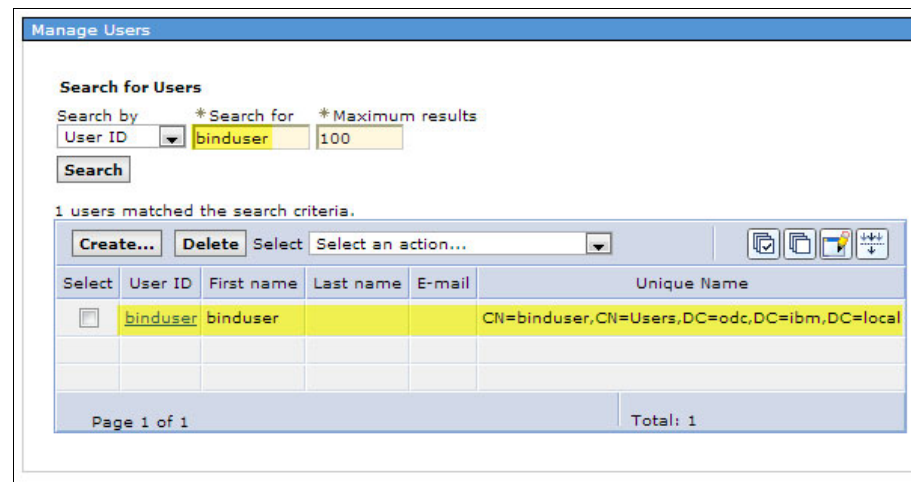 Manage Users
Search for Users
Search by *Search for *Maximum results
User ID binduser 100
Search
1 users matched the search criteria.
Create... Delete Select Select an action...
Select User ID First name Last name E-mail Unique Name
binduser binduser CN=binduser,CN=Users,DC=odc,DC=ibm,DC=local
Page 1 of 1 Total: 1